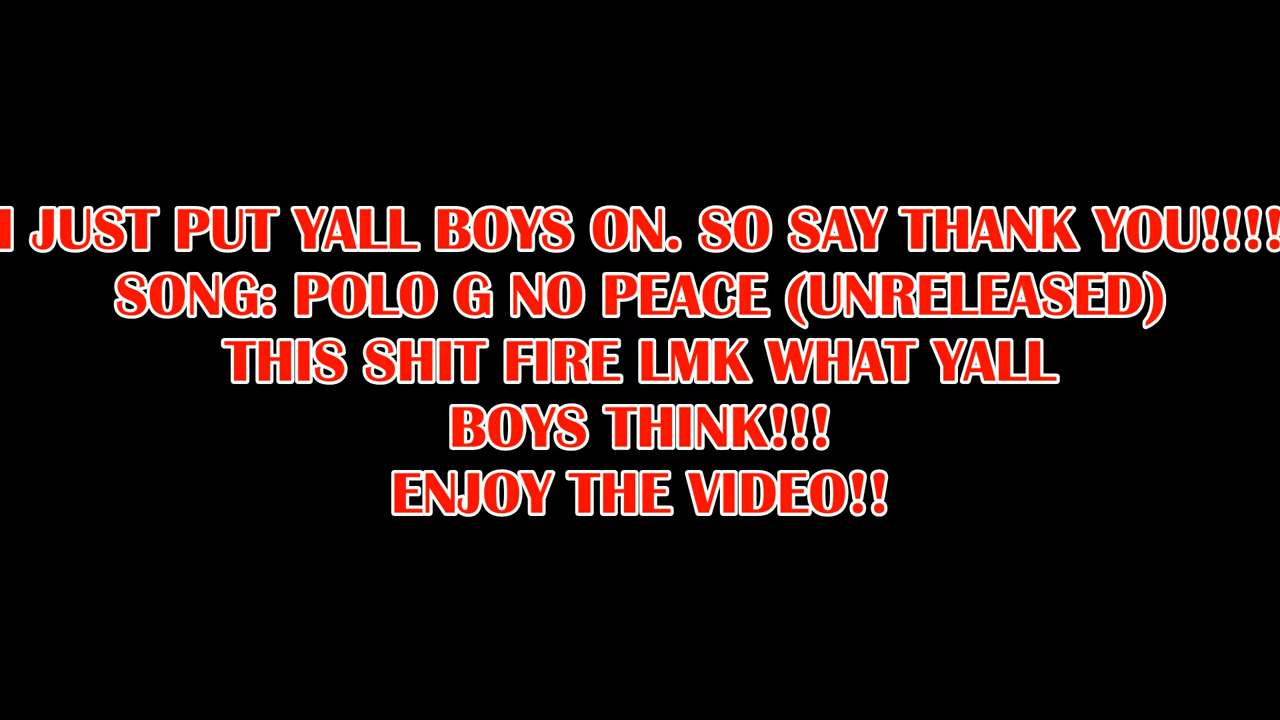 I JUST PUT YALL BOYS ON. SO SAY THANK YOU!!!!
SONG: POLO G NO PEACE (UNRELEASED)
THIS SHIT FIRE LMK WHAT YALL
BOYS THINK!!!
ENJOY THE VIDEO!!